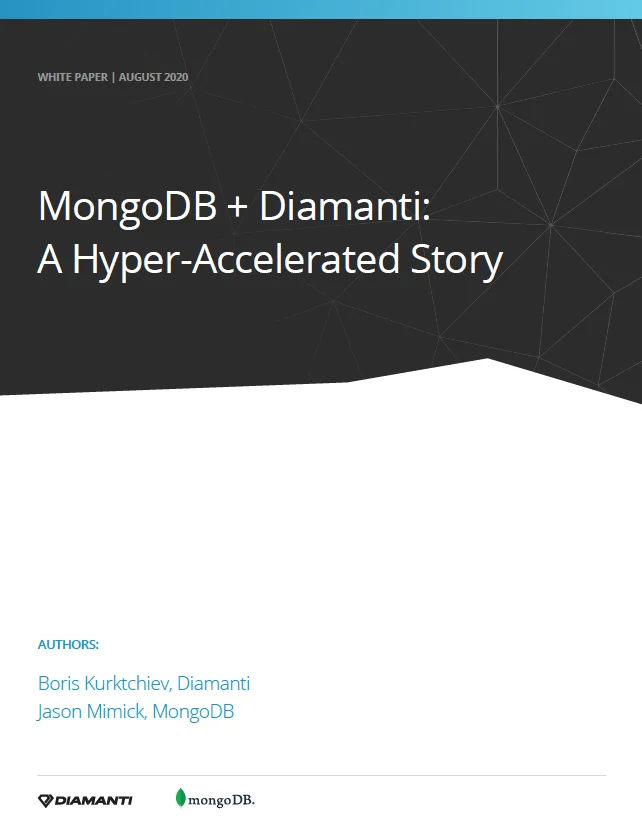 WHITE PAPER | AUGUST 2020
MongoDB + Diamanti:
A Hyper-Accelerated Story
AUTHORS:
Boris Kurktchiev, Diamanti
Jason Mimick, MongoDB
DIAMANTI
mongoDB.